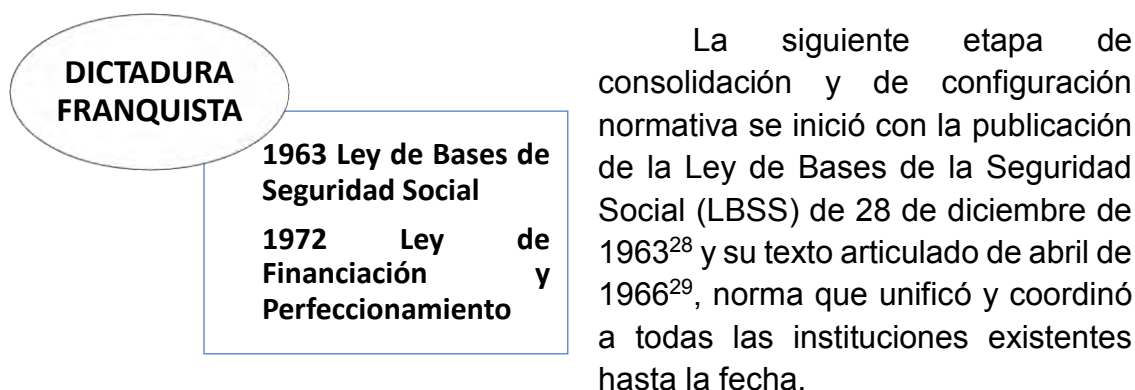 DICTADURA
FRANQUISTA
1963 Ley de Bases de
Seguridad Social
1972 Ley de
Financiación y
Perfeccionamiento
La siguiente etapa de
consolidación y de configuración
normativa se inició con la publicación
de la Ley de Bases de la Seguridad
Social (LBSS) de 28 de diciembre de
1963²⁸ y su texto articulado de abril de
1966²⁹, norma que unificó y coordinó
a todas las instituciones existentes
hasta la fecha.